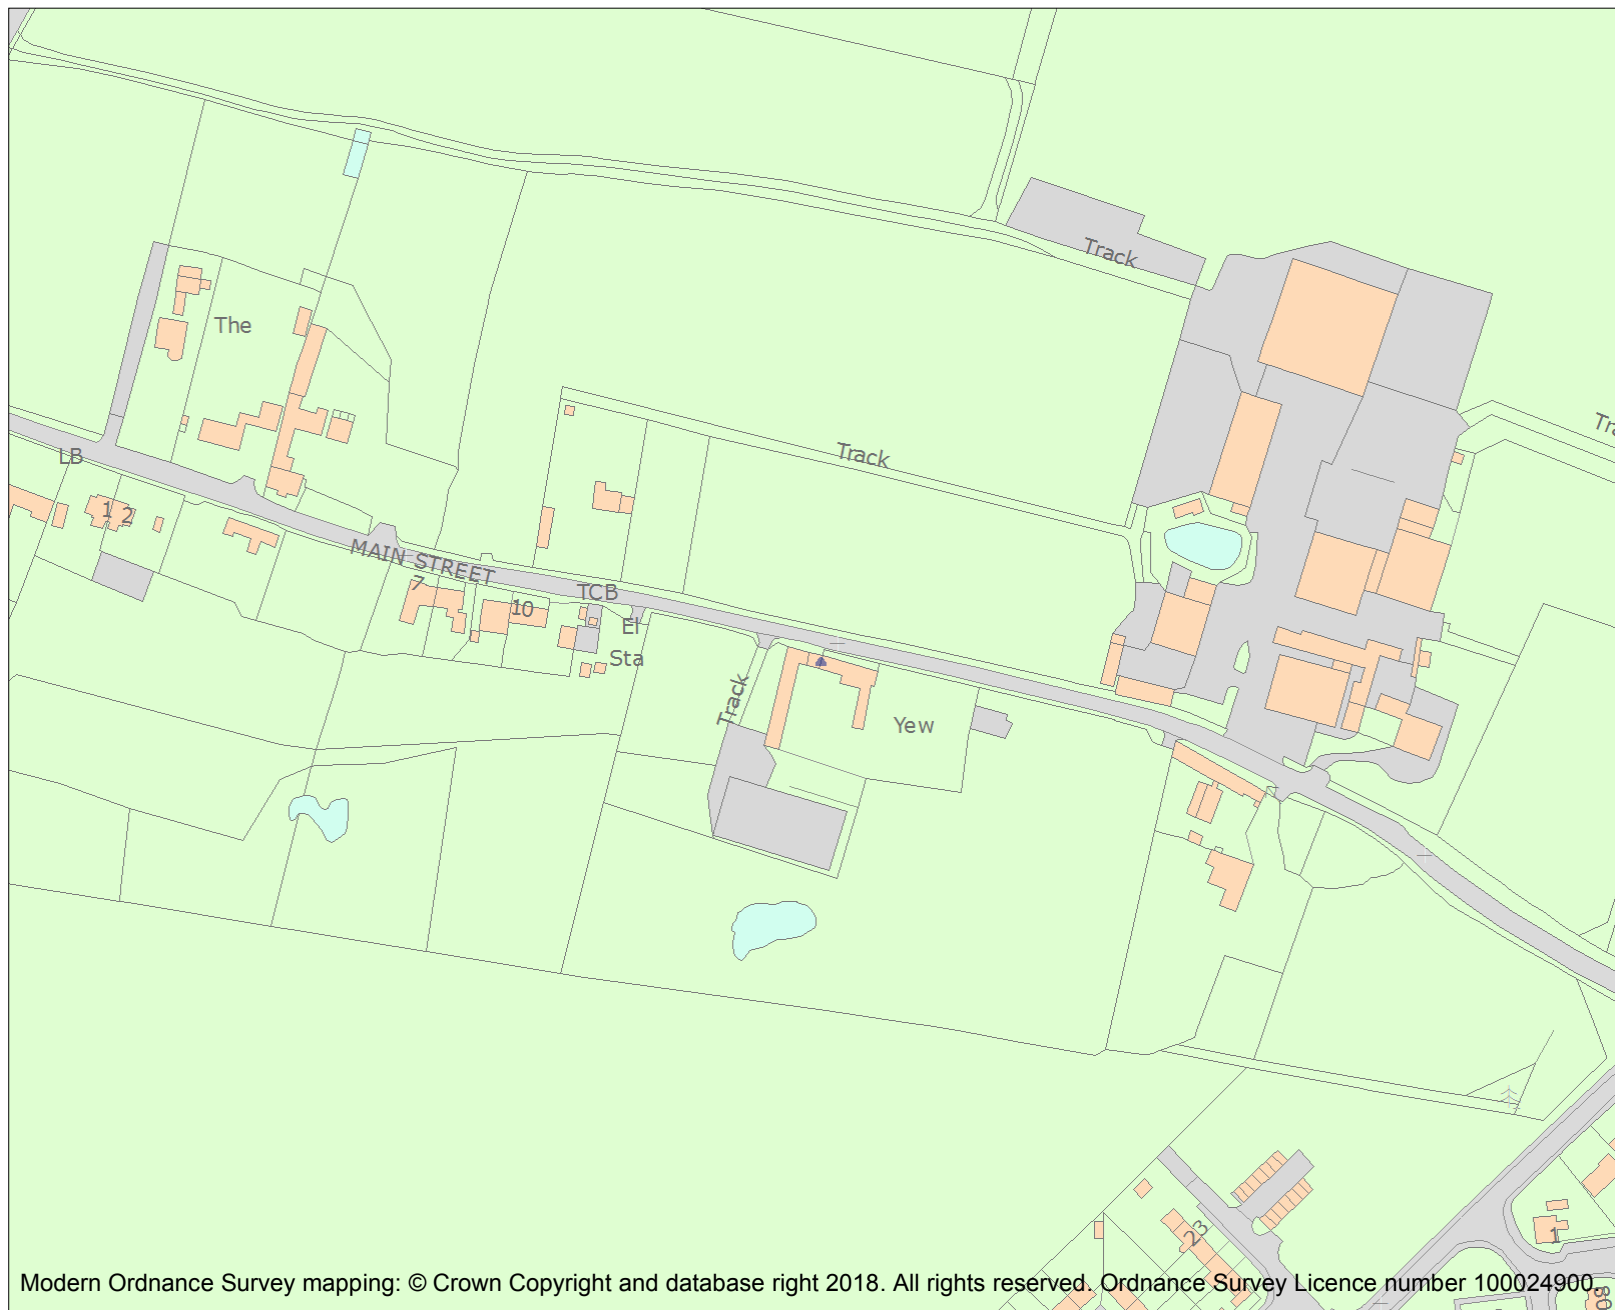 Track
The
Tra
Track
LB
1
2
MAIN STREET
7
10
TCB
El
Sta
Track
Yew
23
1
80
Modern Ordnance Survey mapping: © Crown Copyright and database right 2018. All rights reserved. Ordnance Survey Licence number 100024900.